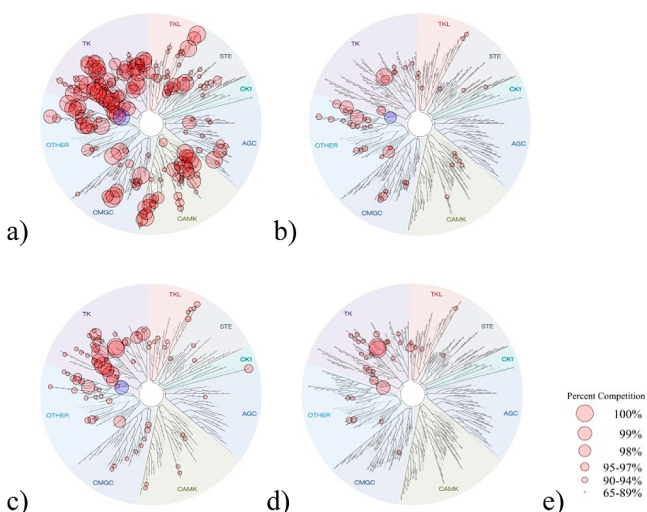 TKL
TK
STE
CK1
OTHER
AGC
CMGC
CAMK
a)
TKL
TK
STE
CK1
OTHER
AGC
CMGC
CAMK
b)
TKL
TK
STE
CK1
OTHER
AGC
CMGC
CAMK
c)
TKL
TK
STE
CK1
OTHER
AGC
CMGC
CAMK
d)
e)
Percent Competition
100%
99%
98%
95-97%
90-94%
65-89%